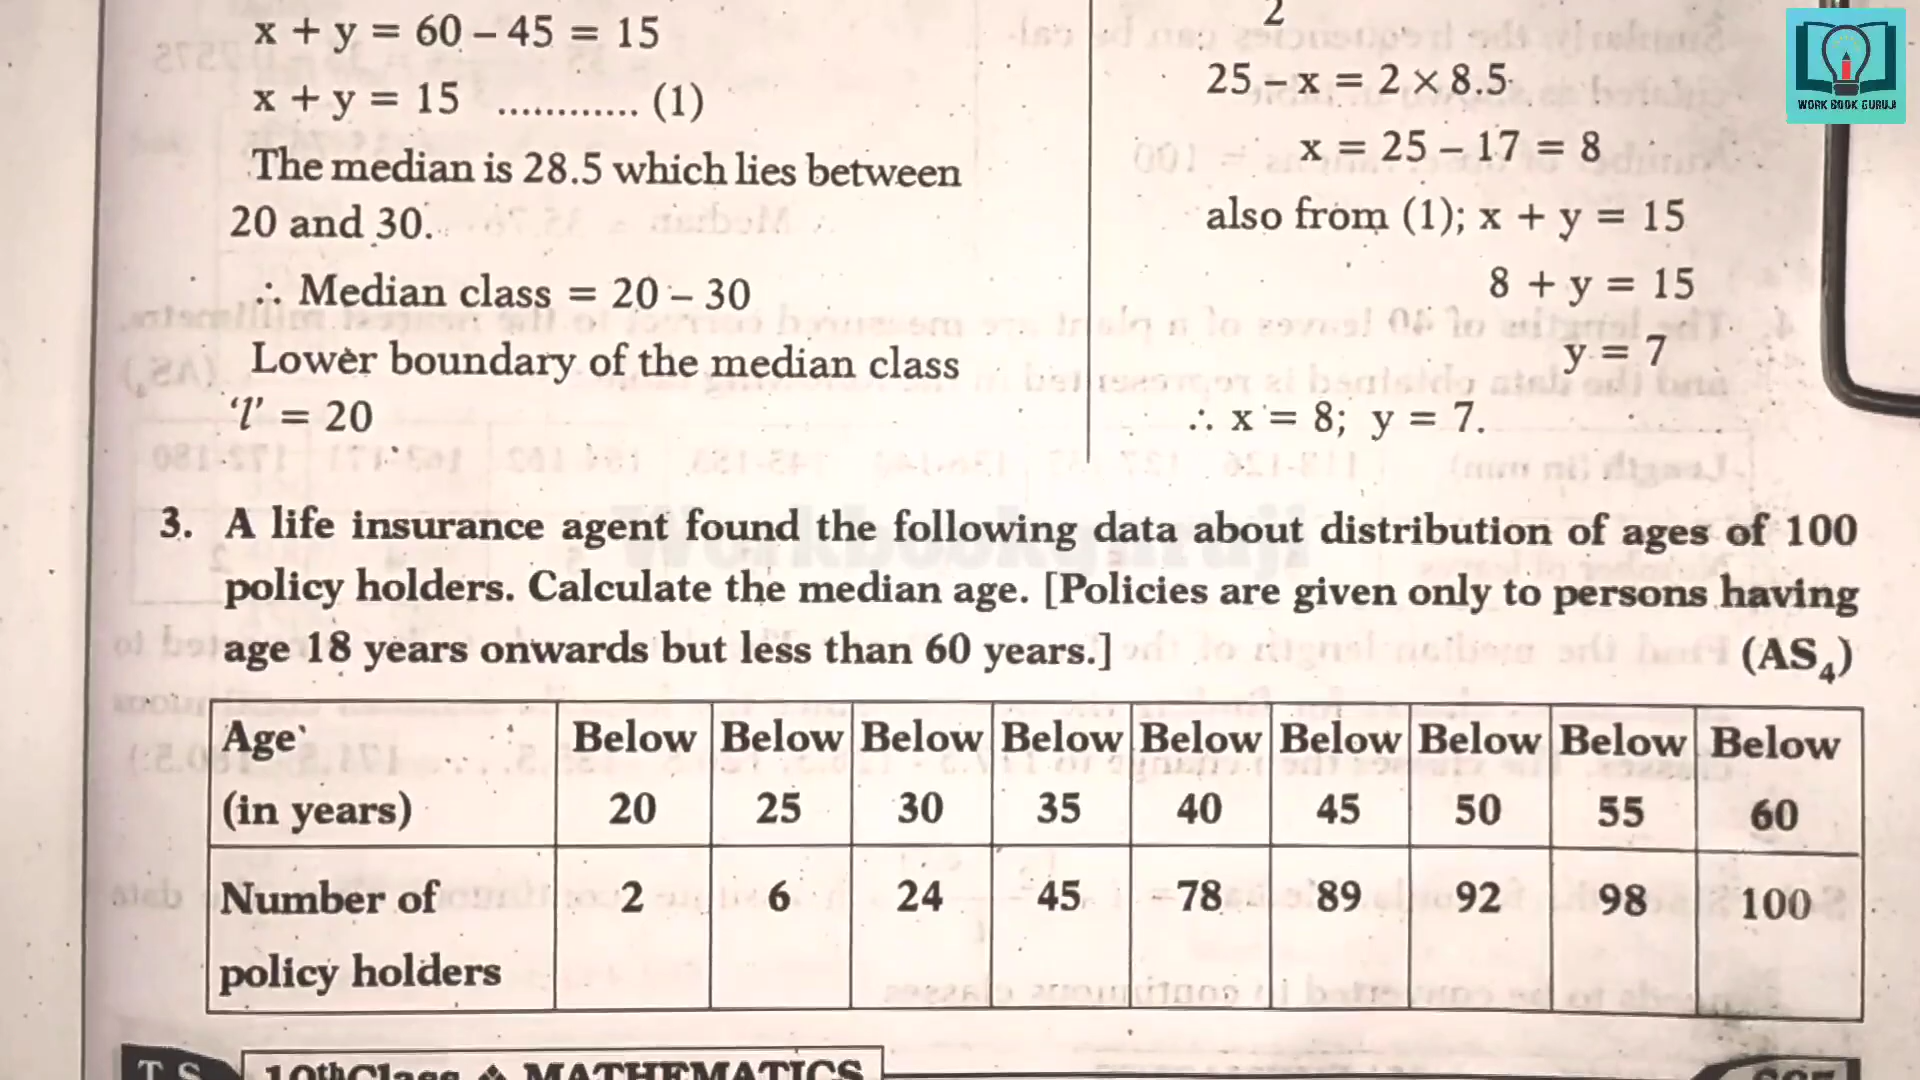 x + y = 60 – 45 = 15
x + y = 15 ............ (1)
The median is 28.5 which lies between
20 and 30.
∴ Median class = 20 – 30
Lower boundary of the median class
'l' = 20
2
25 – x = 2 × 8.5
x = 25 – 17 = 8
also from (1); x + y = 15
8 + y = 15
y = 7
∴ x = 8; y = 7.
WORK BOOK GURUJI
3. A life insurance agent found the following data about distribution of ages of 100
policy holders. Calculate the median age. [Policies are given only to persons having
age 18 years onwards but less than 60 years.] (AS₄)
Age Below Below Below Below Below Below Below Below Below
(in years) 20 25 30 35 40 45 50 55 60
Number of 2 6 24 45 78 89 92 98 100
policy holders
T S 10thClass ❖ MATHEMATICS